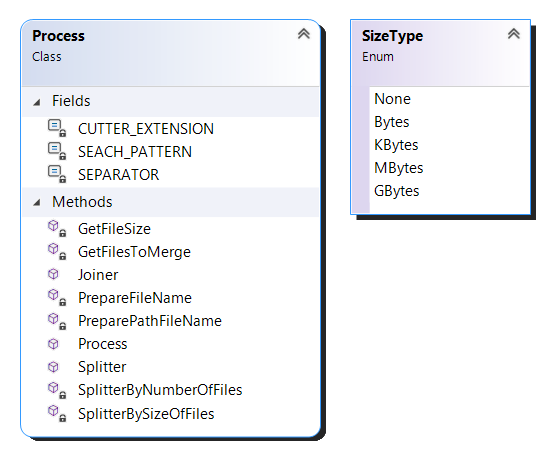 Process
Class
Fields
CUTTER_EXTENSION
SEACH_PATTERN
SEPARATOR
Methods
GetFileSize
GetFilesToMerge
Joiner
PrepareFileName
PreparePathFileName
Process
Splitter
SplitterByNumberOfFiles
SplitterBySizeOfFiles
SizeType
Enum
None
Bytes
KBytes
MBytes
GBytes